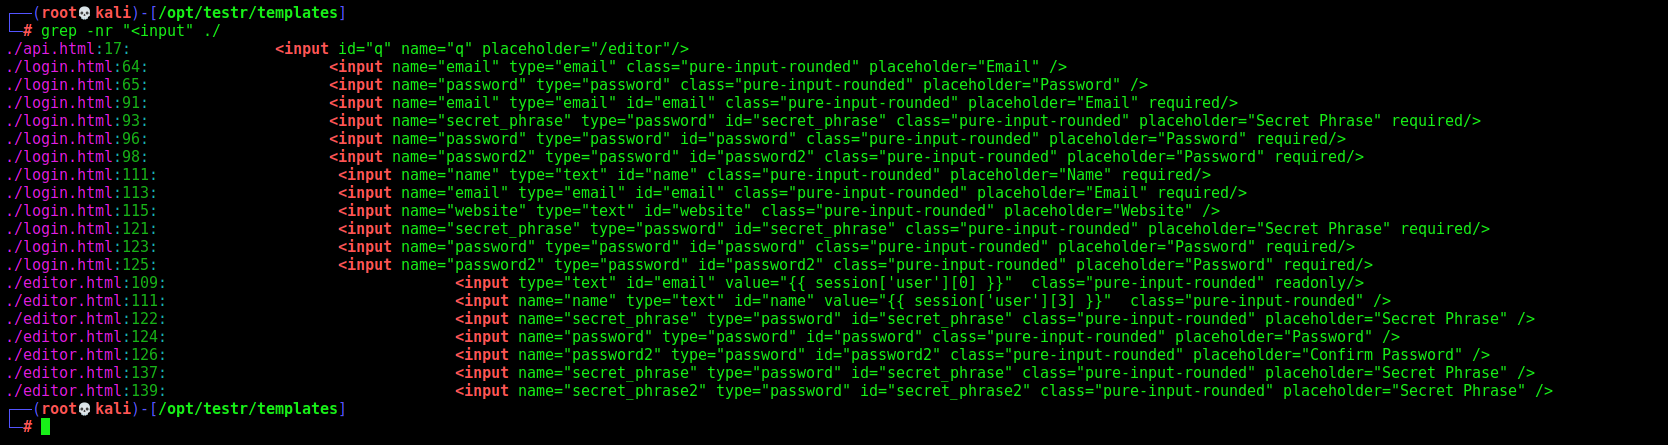 ┌──(root💀kali)-[/opt/testr/templates]
└─# grep -nr "<input" ./
./api.html:17:                <input id="q" name="q" placeholder="/editor"/>
./login.html:64:                    <input name="email" type="email" class="pure-input-rounded" placeholder="Email" />
./login.html:65:                    <input name="password" type="password" class="pure-input-rounded" placeholder="Password" />
./login.html:91:                    <input name="email" type="email" id="email" class="pure-input-rounded" placeholder="Email" required/>
./login.html:93:                    <input name="secret_phrase" type="password" id="secret_phrase" class="pure-input-rounded" placeholder="Secret Phrase" required/>
./login.html:96:                    <input name="password" type="password" id="password" class="pure-input-rounded" placeholder="Password" required/>
./login.html:98:                    <input name="password2" type="password" id="password2" class="pure-input-rounded" placeholder="Password" required/>
./login.html:111:                    <input name="name" type="text" id="name" class="pure-input-rounded" placeholder="Name" required/>
./login.html:113:                    <input name="email" type="email" id="email" class="pure-input-rounded" placeholder="Email" required/>
./login.html:115:                    <input name="website" type="text" id="website" class="pure-input-rounded" placeholder="Website" />
./login.html:121:                    <input name="secret_phrase" type="password" id="secret_phrase" class="pure-input-rounded" placeholder="Secret Phrase" required/>
./login.html:123:                    <input name="password" type="password" id="password" class="pure-input-rounded" placeholder="Password" required/>
./login.html:125:                    <input name="password2" type="password" id="password2" class="pure-input-rounded" placeholder="Password" required/>
./editor.html:109:                                <input type="text" id="email" value="{{ session['user'][0] }}"  class="pure-input-rounded" readonly/>
./editor.html:111:                                <input name="name" type="text" id="name" value="{{ session['user'][3] }}"  class="pure-input-rounded" />
./editor.html:122:                                <input name="secret_phrase" type="password" id="secret_phrase" class="pure-input-rounded" placeholder="Secret Phrase" />
./editor.html:124:                                <input name="password" type="password" id="password" class="pure-input-rounded" placeholder="Password" />
./editor.html:126:                                <input name="password2" type="password" id="password2" class="pure-input-rounded" placeholder="Confirm Password" />
./editor.html:137:                                <input name="secret_phrase" type="password" id="secret_phrase" class="pure-input-rounded" placeholder="Secret Phrase" />
./editor.html:139:                                <input name="secret_phrase2" type="password" id="secret_phrase2" class="pure-input-rounded" placeholder="Secret Phrase" />
┌──(root💀kali)-[/opt/testr/templates]
└─#